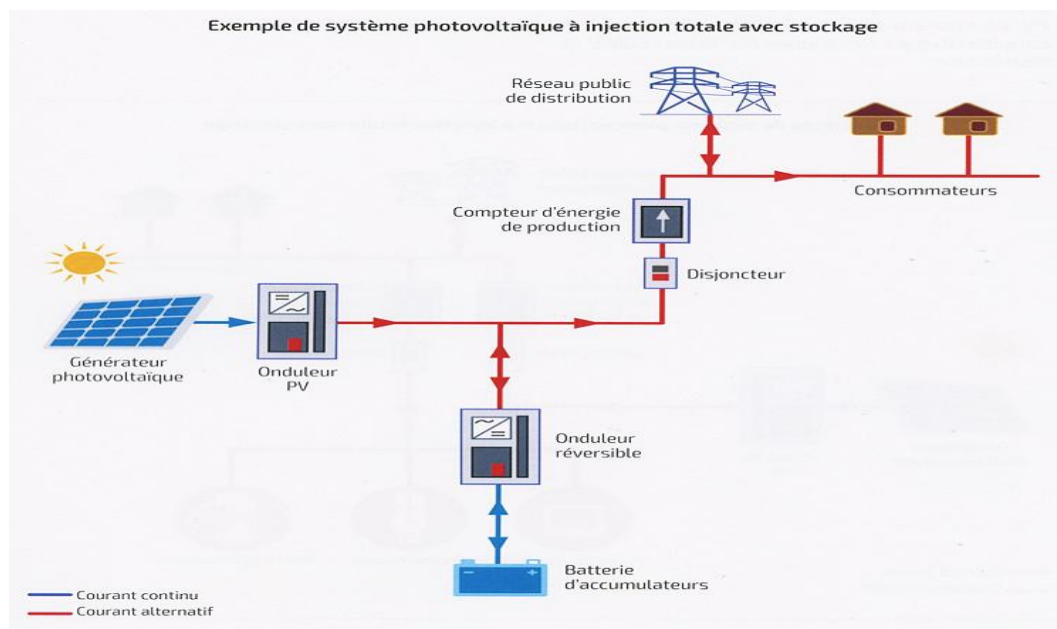 Exemple de système photovoltaïque à injection totale avec stockage
Réseau public
de distribution
Consommateurs
Compteur d'énergie
de production
Disjoncteur
Générateur
photovoltaïque
Onduleur
PV
Onduleur
réversible
Batterie
d'accumulateurs
Courant continu
Courant alternatif